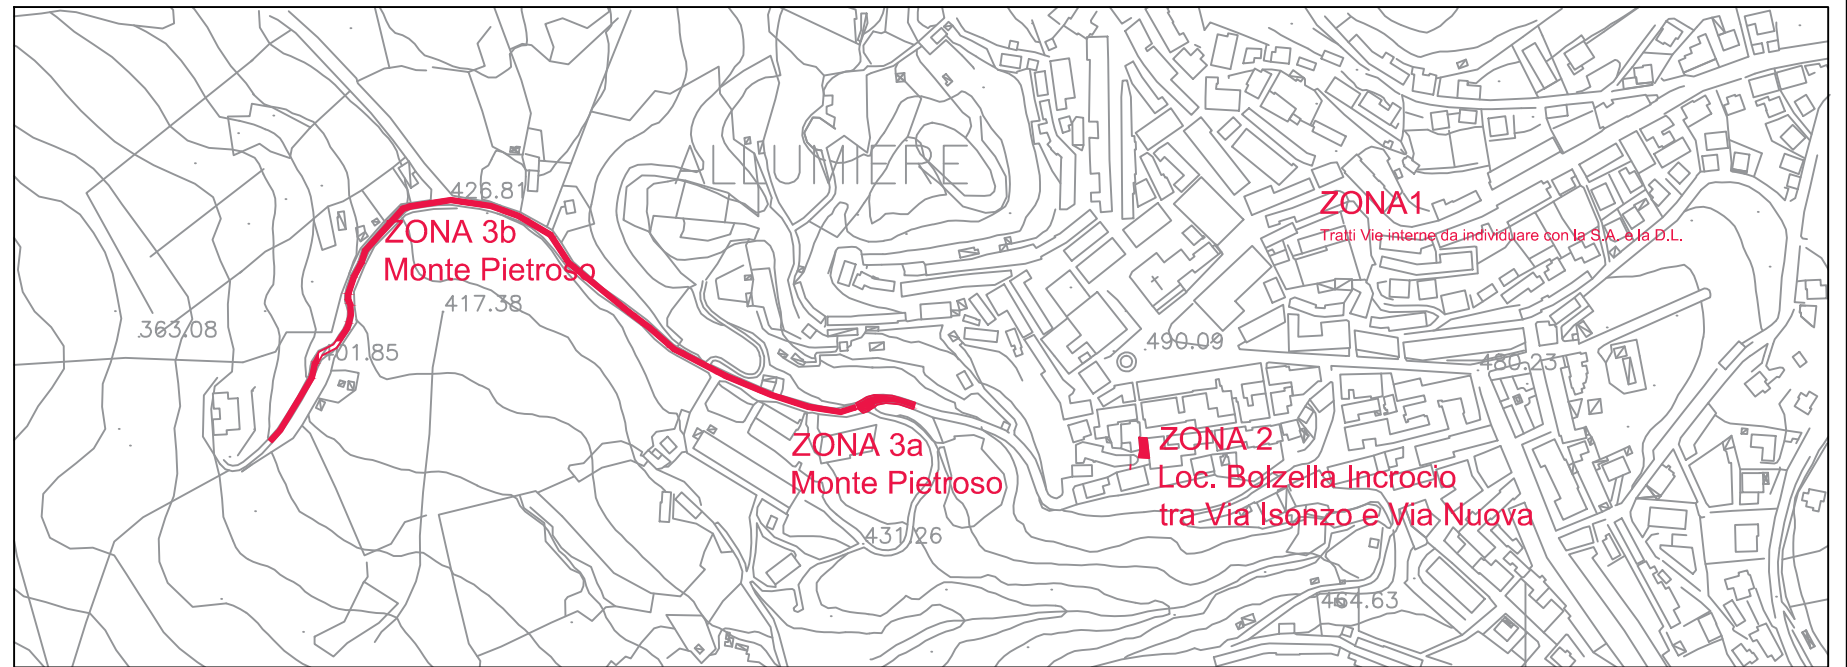 ALLUMIERE
426.81
ZONA 3b
Monte Pietroso
417.38
363.08
401.85
ZONA1
Tratti Vie interne da individuare con la S.A. e la D.L.
490.09
480.23
ZONA 3a
Monte Pietroso
ZONA 2
Loc. Bolzella Incrocio
tra Via Isonzo e Via Nuova
431.26
464.63